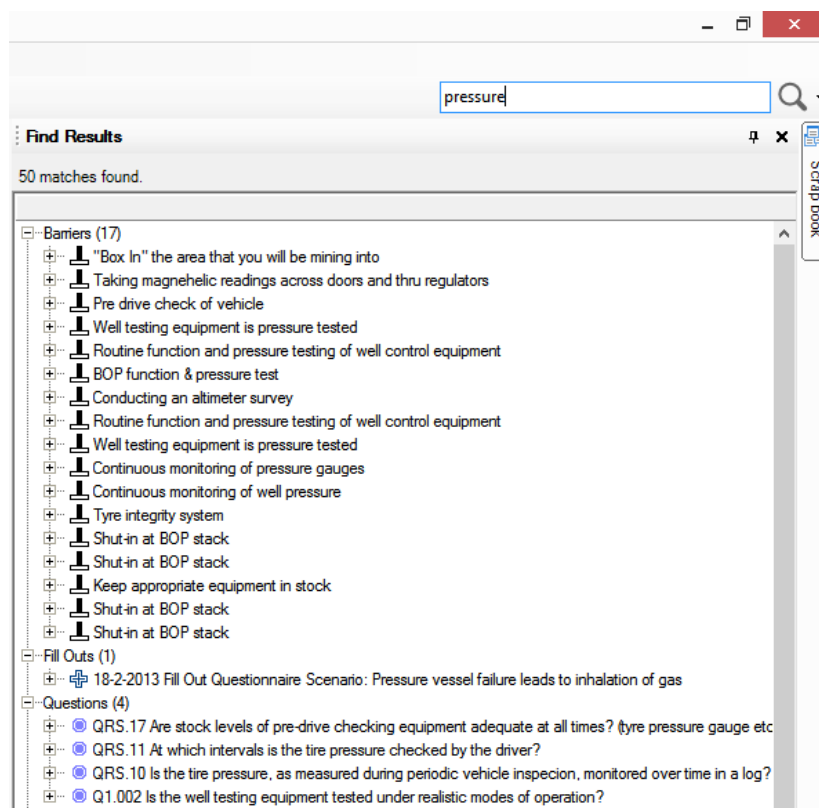 pressure
Find Results
50 matches found.
Scrap book
Barriers (17)
"Box In" the area that you will be mining into
Taking magnehelic readings across doors and thru regulators
Pre drive check of vehicle
Well testing equipment is pressure tested
Routine function and pressure testing of well control equipment
BOP function & pressure test
Conducting an altimeter survey
Routine function and pressure testing of well control equipment
Well testing equipment is pressure tested
Continuous monitoring of pressure gauges
Continuous monitoring of well pressure
Tyre integrity system
Shut-in at BOP stack
Shut-in at BOP stack
Keep appropriate equipment in stock
Shut-in at BOP stack
Shut-in at BOP stack
Fill Outs (1)
18-2-2013 Fill Out Questionnaire Scenario: Pressure vessel failure leads to inhalation of gas
Questions (4)
QRS.17 Are stock levels of pre-drive checking equipment adequate at all times? (tyre pressure gauge etc
QRS.11 At which intervals is the tire pressure checked by the driver?
QRS.10 Is the tire pressure, as measured during periodic vehicle inspecion, monitored over time in a log?
Q1.002 Is the well testing equipment tested under realistic modes of operation?